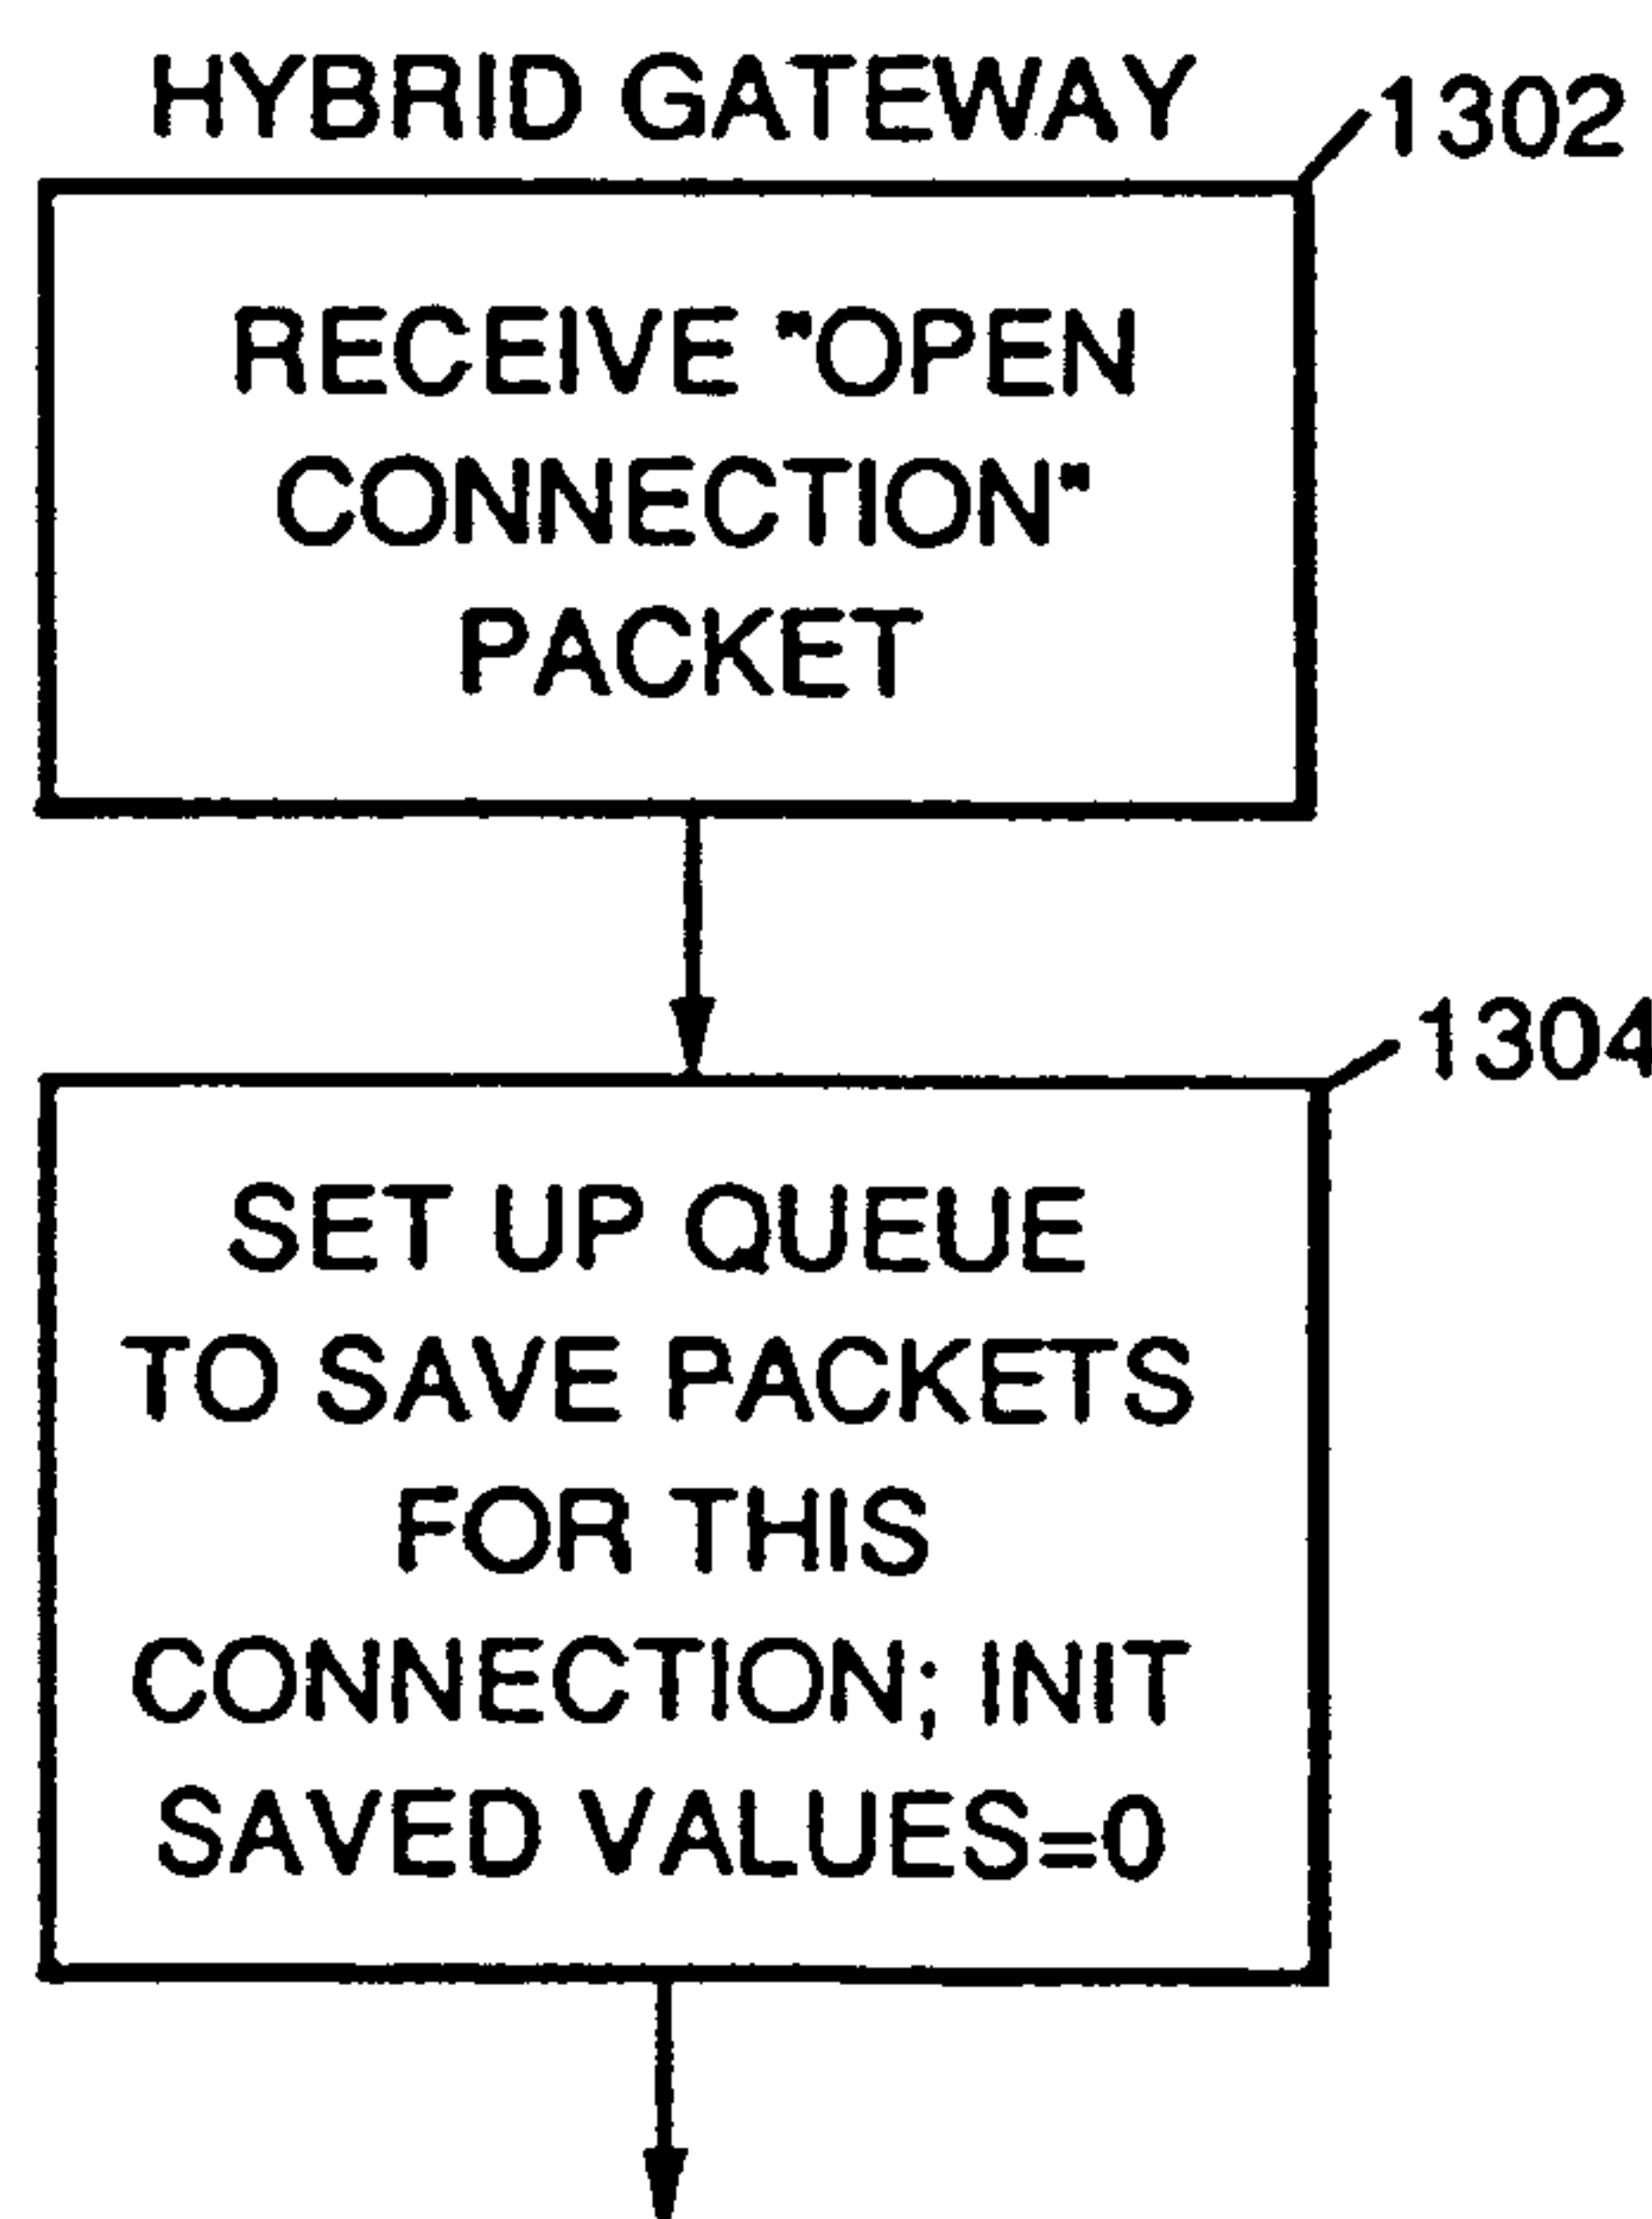 HYBRID GATEWAY
1302
RECEIVE "OPEN
CONNECTION"
PACKET
1304
SET UP QUEUE
TO SAVE PACKETS
FOR THIS
CONNECTION; INIT
SAVED VALUES=0